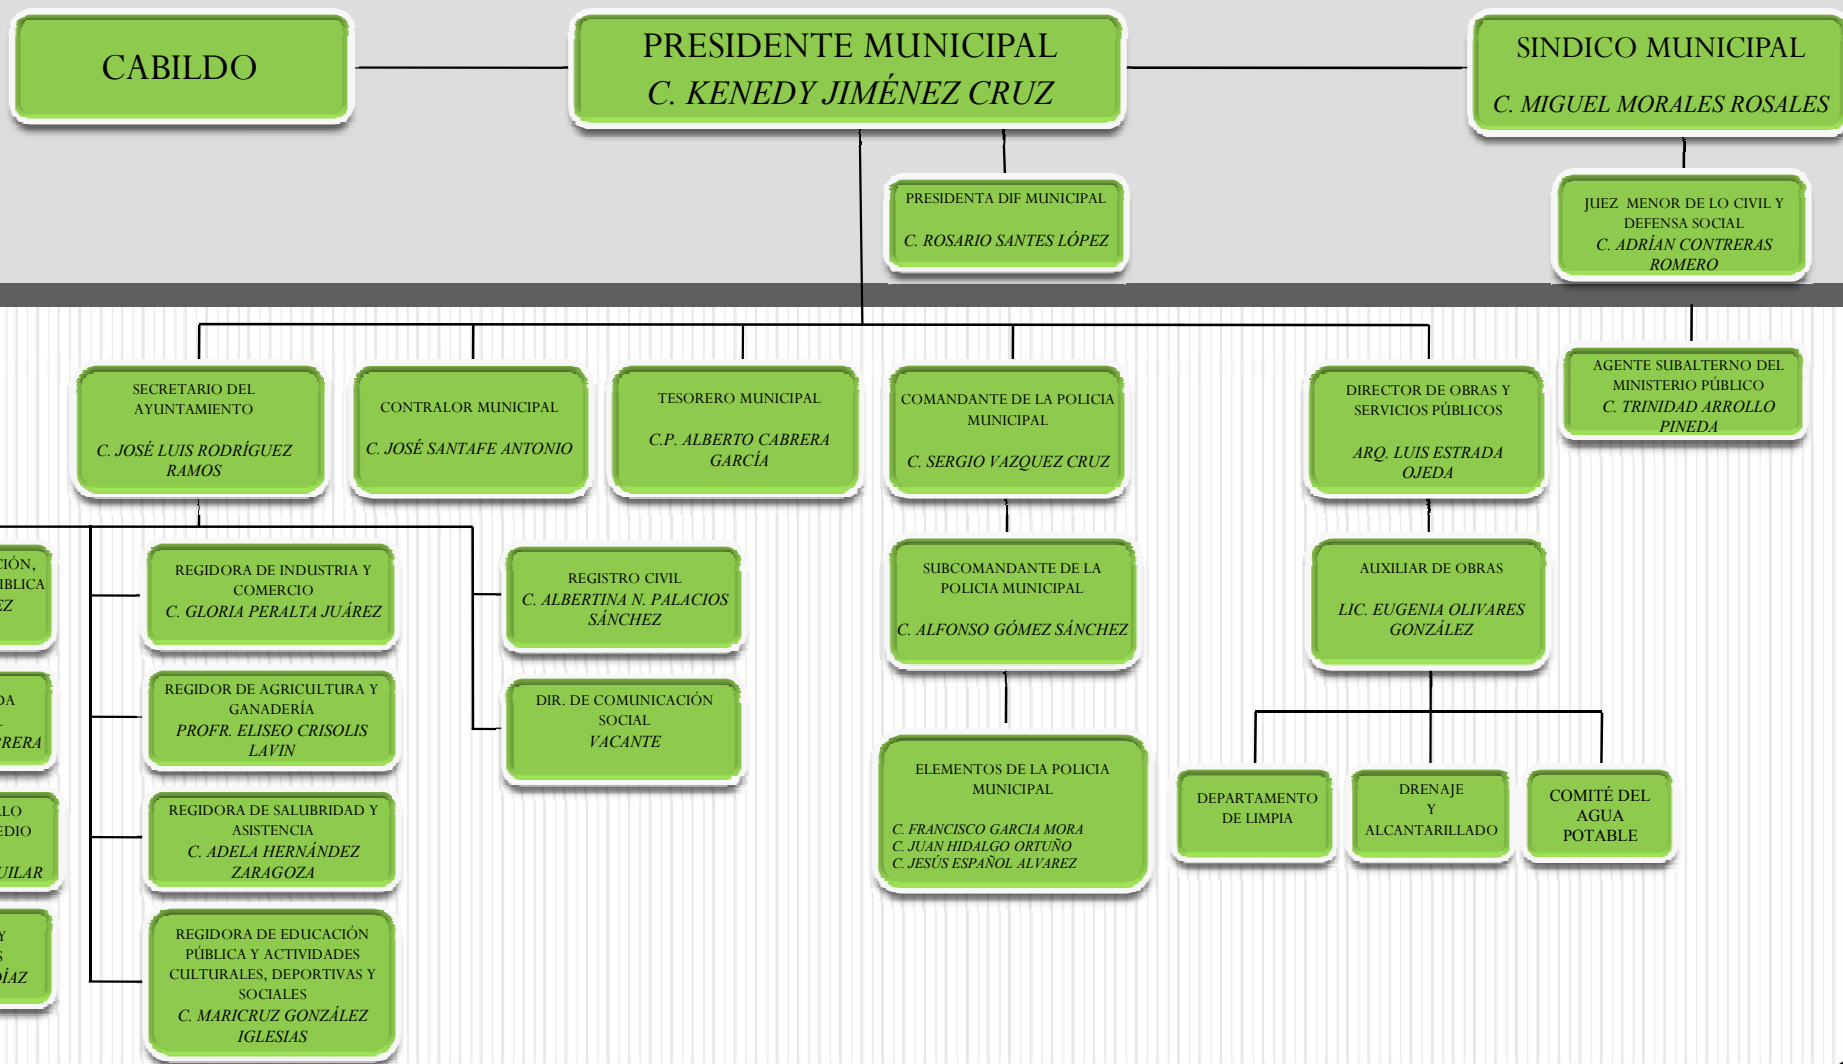 CABILDO
PRESIDENTE MUNICIPAL
C. KENEDY JIMÉNEZ CRUZ
SINDICO MUNICIPAL
C. MIGUEL MORALES ROSALES
PRESIDENTA DIF MUNICIPAL
C. ROSARIO SANTES LÓPEZ
JUEZ MENOR DE LO CIVIL Y
DEFENSA SOCIAL
C. ADRÍAN CONTRERAS
ROMERO
SECRETARIO DEL
AYUNTAMIENTO
C. JOSÉ LUIS RODRÍGUEZ
RAMOS
CONTRALOR MUNICIPAL
C. JOSÉ SANTAFE ANTONIO
TESORERO MUNICIPAL
C.P. ALBERTO CABRERA
GARCÍA
COMANDANTE DE LA POLICIA
MUNICIPAL
C. SERGIO VAZQUEZ CRUZ
DIRECTOR DE OBRAS Y
SERVICIOS PÚBLICOS
ARQ. LUIS ESTRADA
OJEDA
AGENTE SUBALTERNO DEL
MINISTERIO PÚBLICO
C. TRINIDAD ARROLLO
PINEDA
REGIDORA DE INDUSTRIA Y
COMERCIO
C. GLORIA PERALTA JUÁREZ
REGISTRO CIVIL
C. ALBERTINA N. PALACIOS
SÁNCHEZ
SUBCOMANDANTE DE LA
POLICIA MUNICIPAL
C. ALFONSO GÓMEZ SÁNCHEZ
AUXILIAR DE OBRAS
LIC. EUGENIA OLIVARES
GONZÁLEZ
REGIDOR DE AGRICULTURA Y
GANADERÍA
PROFR. ELISEO CRISOLIS
LAVIN
DIR. DE COMUNICACIÓN
SOCIAL
VACANTE
ELEMENTOS DE LA POLICIA
MUNICIPAL
C. FRANCISCO GARCIA MORA
C. JUAN HIDALGO ORTUÑO
C. JESÚS ESPAÑOL ALVAREZ
DEPARTAMENTO
DE LIMPIA
DRENAJE
Y
ALCANTARILLADO
COMITÉ DEL
AGUA
POTABLE
REGIDORA DE SALUBRIDAD Y
ASISTENCIA
C. ADELA HERNÁNDEZ
ZARAGOZA
Y
DÍAZ
REGIDORA DE EDUCACIÓN
PÚBLICA Y ACTIVIDADES
CULTURALES, DEPORTIVAS Y
SOCIALES
C. MARICRUZ GONZÁLEZ
IGLESIAS